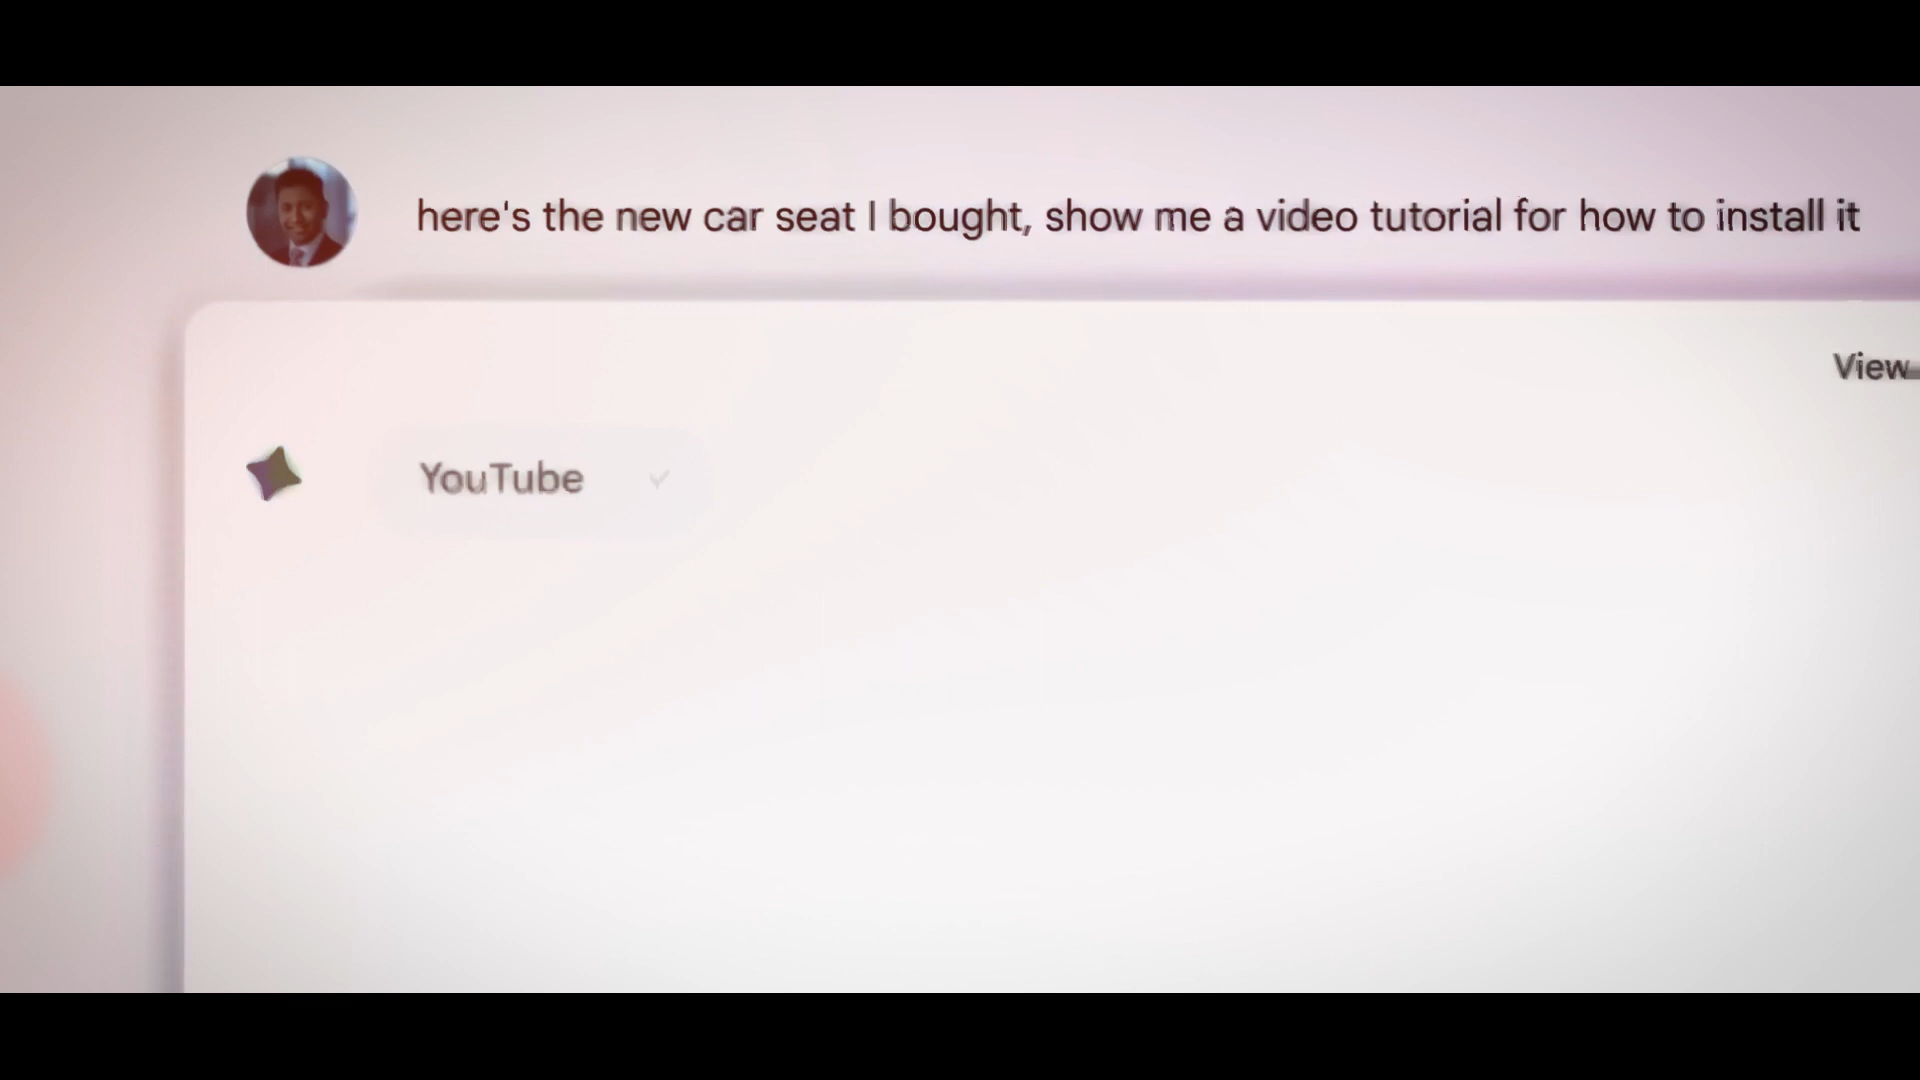 here's the new car seat I bought, show me a video tutorial for how to install it
View
YouTube